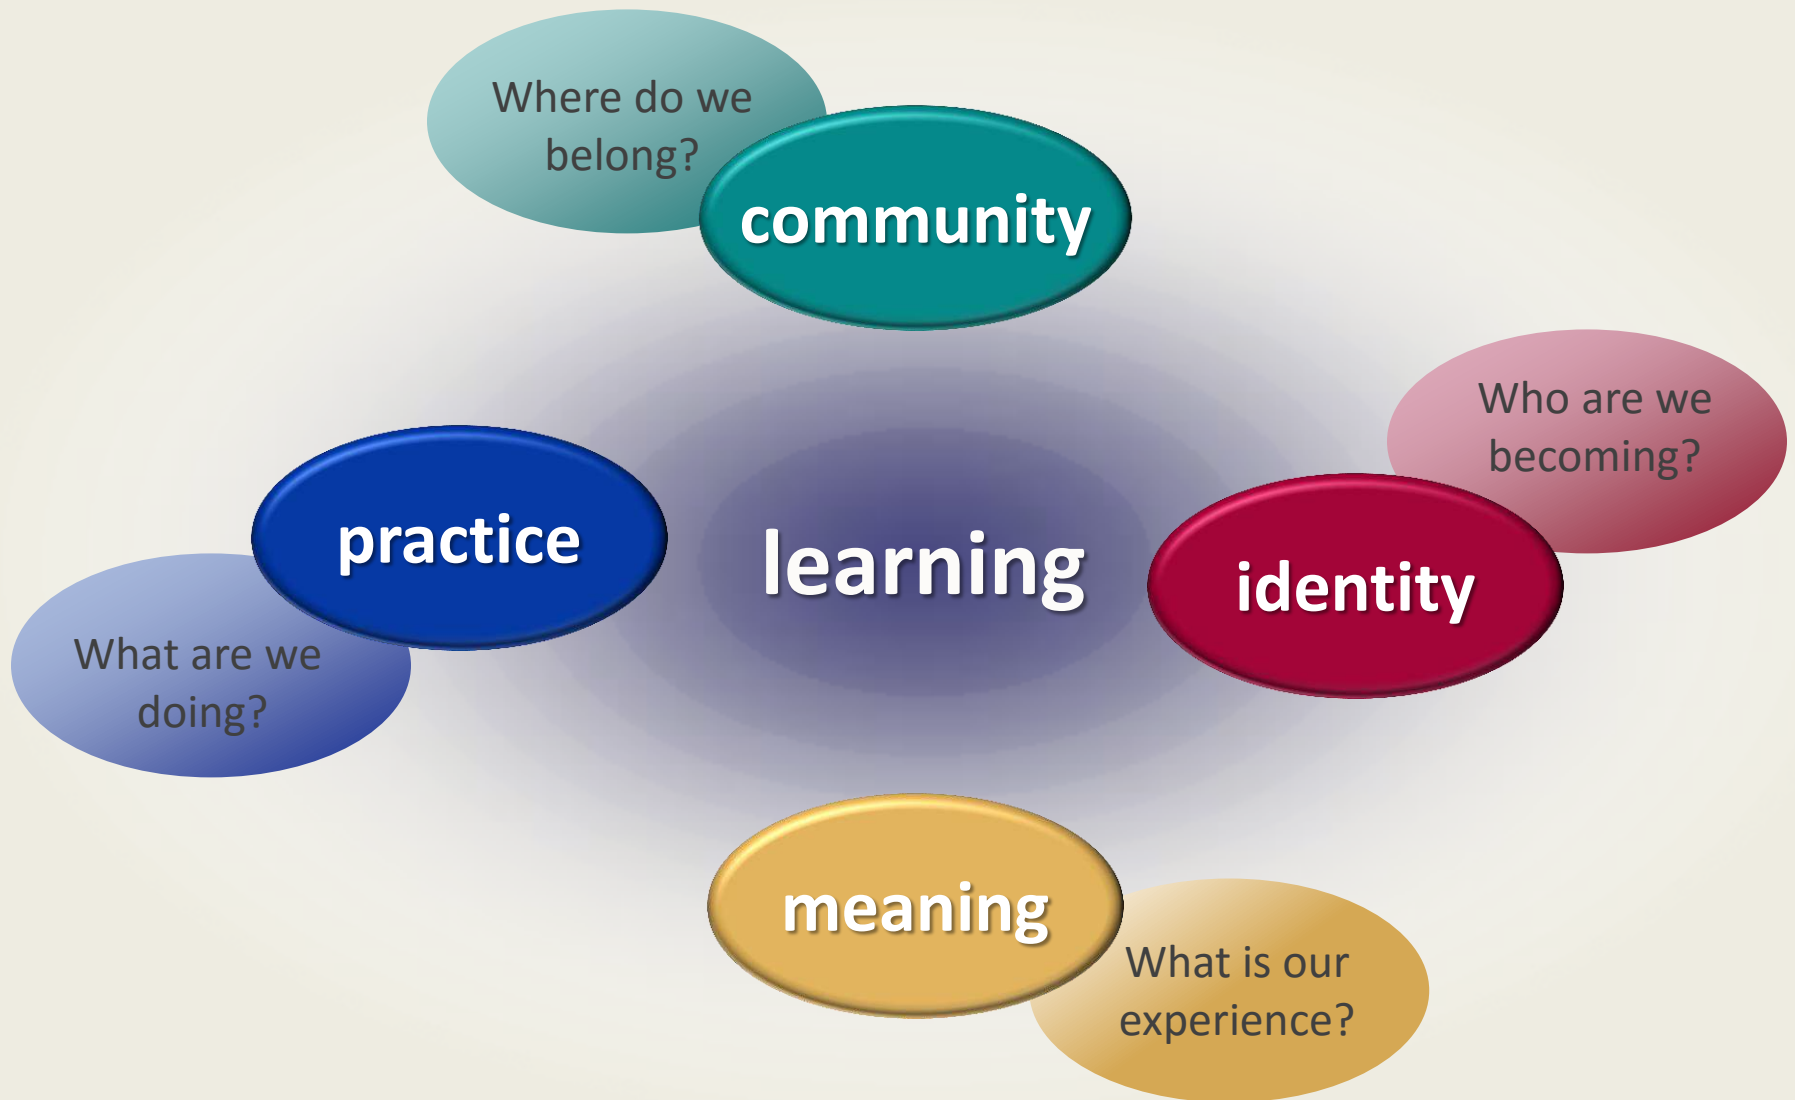 Where do we
belong?
community
Who are we
becoming?
identity
practice
learning
What are we
doing?
meaning
What is our
experience?